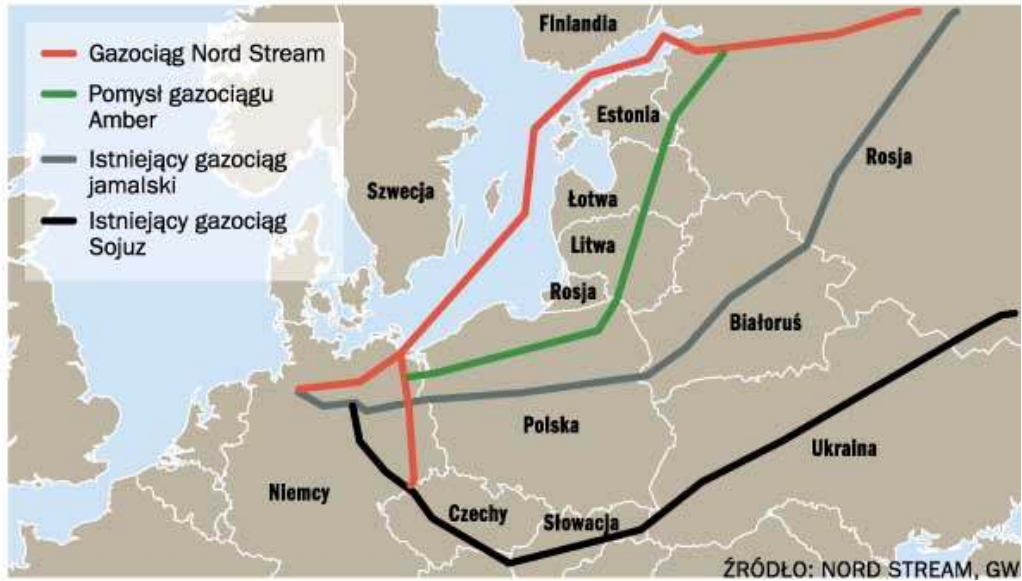 Gazociąg Nord Stream
Pomysł gazociągu
Amber
Istniejący gazociąg
jamalski
Istniejący gazociąg
Sojuz
Finlandia
Estonia
Rosja
Szwecja
Łotwa
Litwa
Rosja
Białoruś
Polska
Ukraina
Niemcy
Czechy
Słowacja
ŹRÓDŁO: NORD STREAM, GW